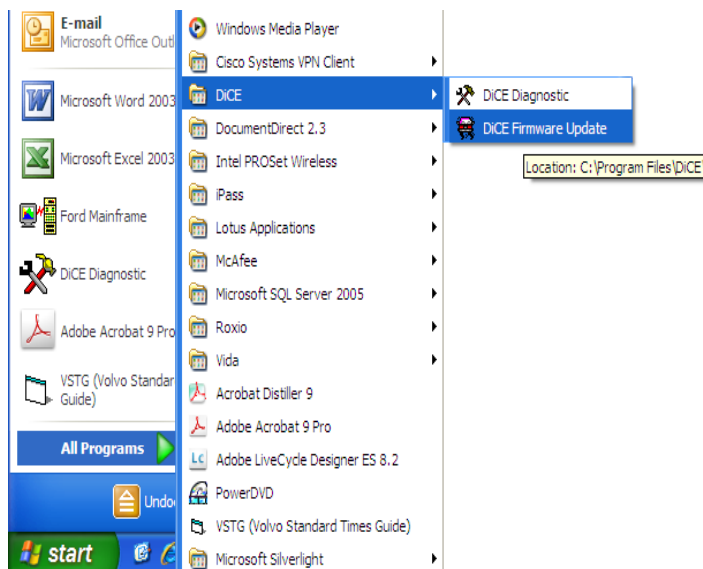 E-mail
Microsoft Office Outl
Microsoft Word 2003
Microsoft Excel 2003
Ford Mainframe
DiCE Diagnostic
Adobe Acrobat 9 Pro
VSTG (Volvo Standar
Guide)
All Programs
Undo
start
Windows Media Player
Cisco Systems VPN Client
DiCE
DocumentDirect 2.3
Intel PROSet Wireless
iPass
Lotus Applications
McAfee
Microsoft SQL Server 2005
Roxio
Vida
Acrobat Distiller 9
Adobe Acrobat 9 Pro
Lc Adobe LiveCycle Designer ES 8.2
PowerDVD
VSTG (Volvo Standard Times Guide)
Microsoft Silverlight
DiCE Diagnostic
DiCE Firmware Update
Location: C:\Program Files\DiCE